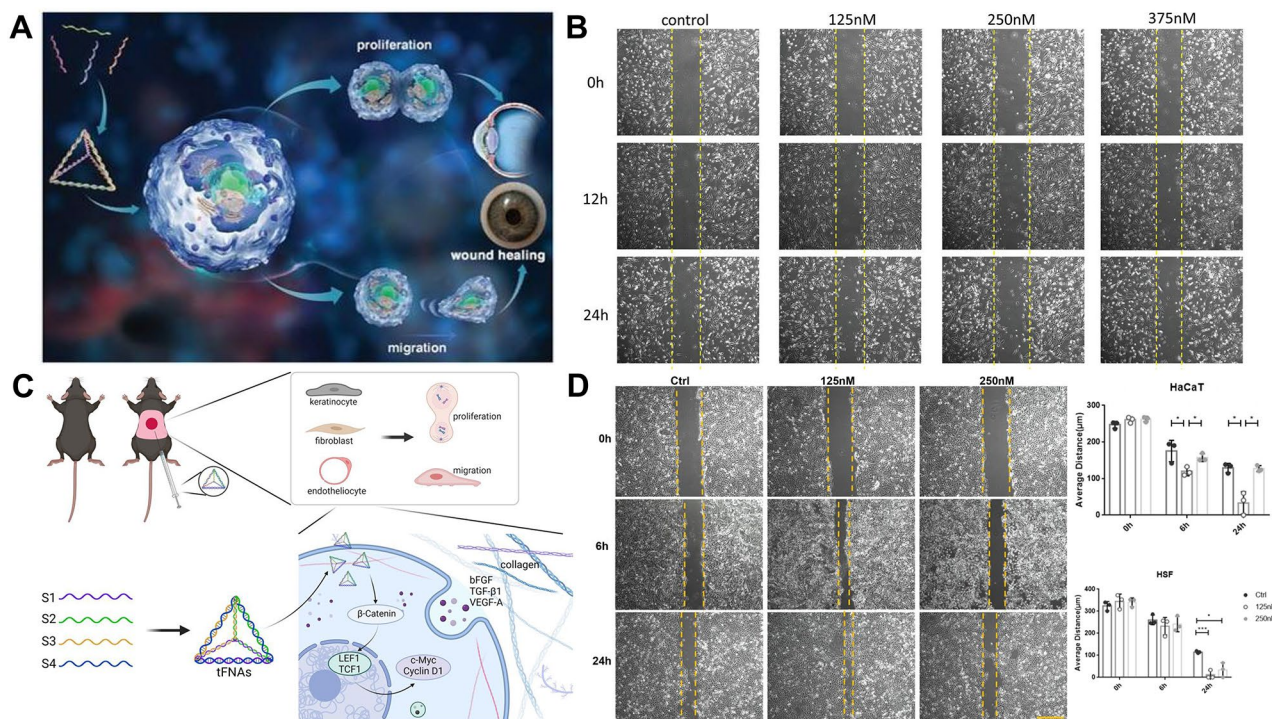 A
proliferation
wound healing
migration
B
control
125nM
250nM
375nM
0h
12h
24h
C
keratinocyte
fibroblast
endotheliocyte
proliferation
migration
S1
S2
S3
S4
tFNAs
β-Catenin
LEF1
TCF1
c-Myc
Cyclin D1
bFGF
TGF-β1
VEGF-A
collagen
D
Ctrl
125nM
250nM
0h
6h
24h
HaCaT
Average Distance(μm)
300
200
100
0
* * * *
0h 6h 24h
HSF
Average Distance(μm)
400
300
200
100
0
*
***
0h 6h 24h
Ctrl
125nM
250nM